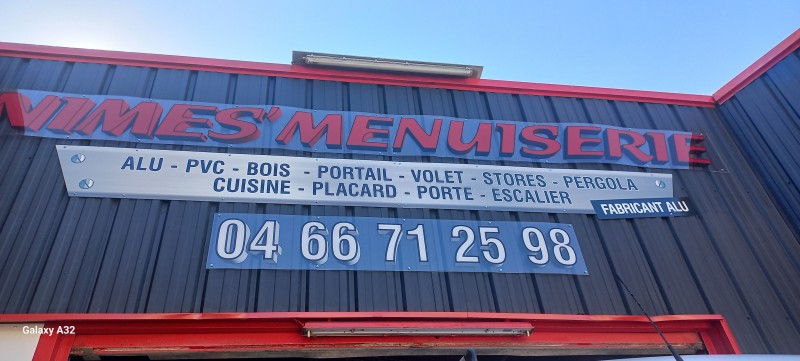 NIMES' MENUISERIE
ALU - PVC - BOIS - PORTAIL - VOLET - STORES - PERGOLA
CUISINE - PLACARD - PORTE - ESCALIER
FABRICANT ALU
04 66 71 25 98
Galaxy A32